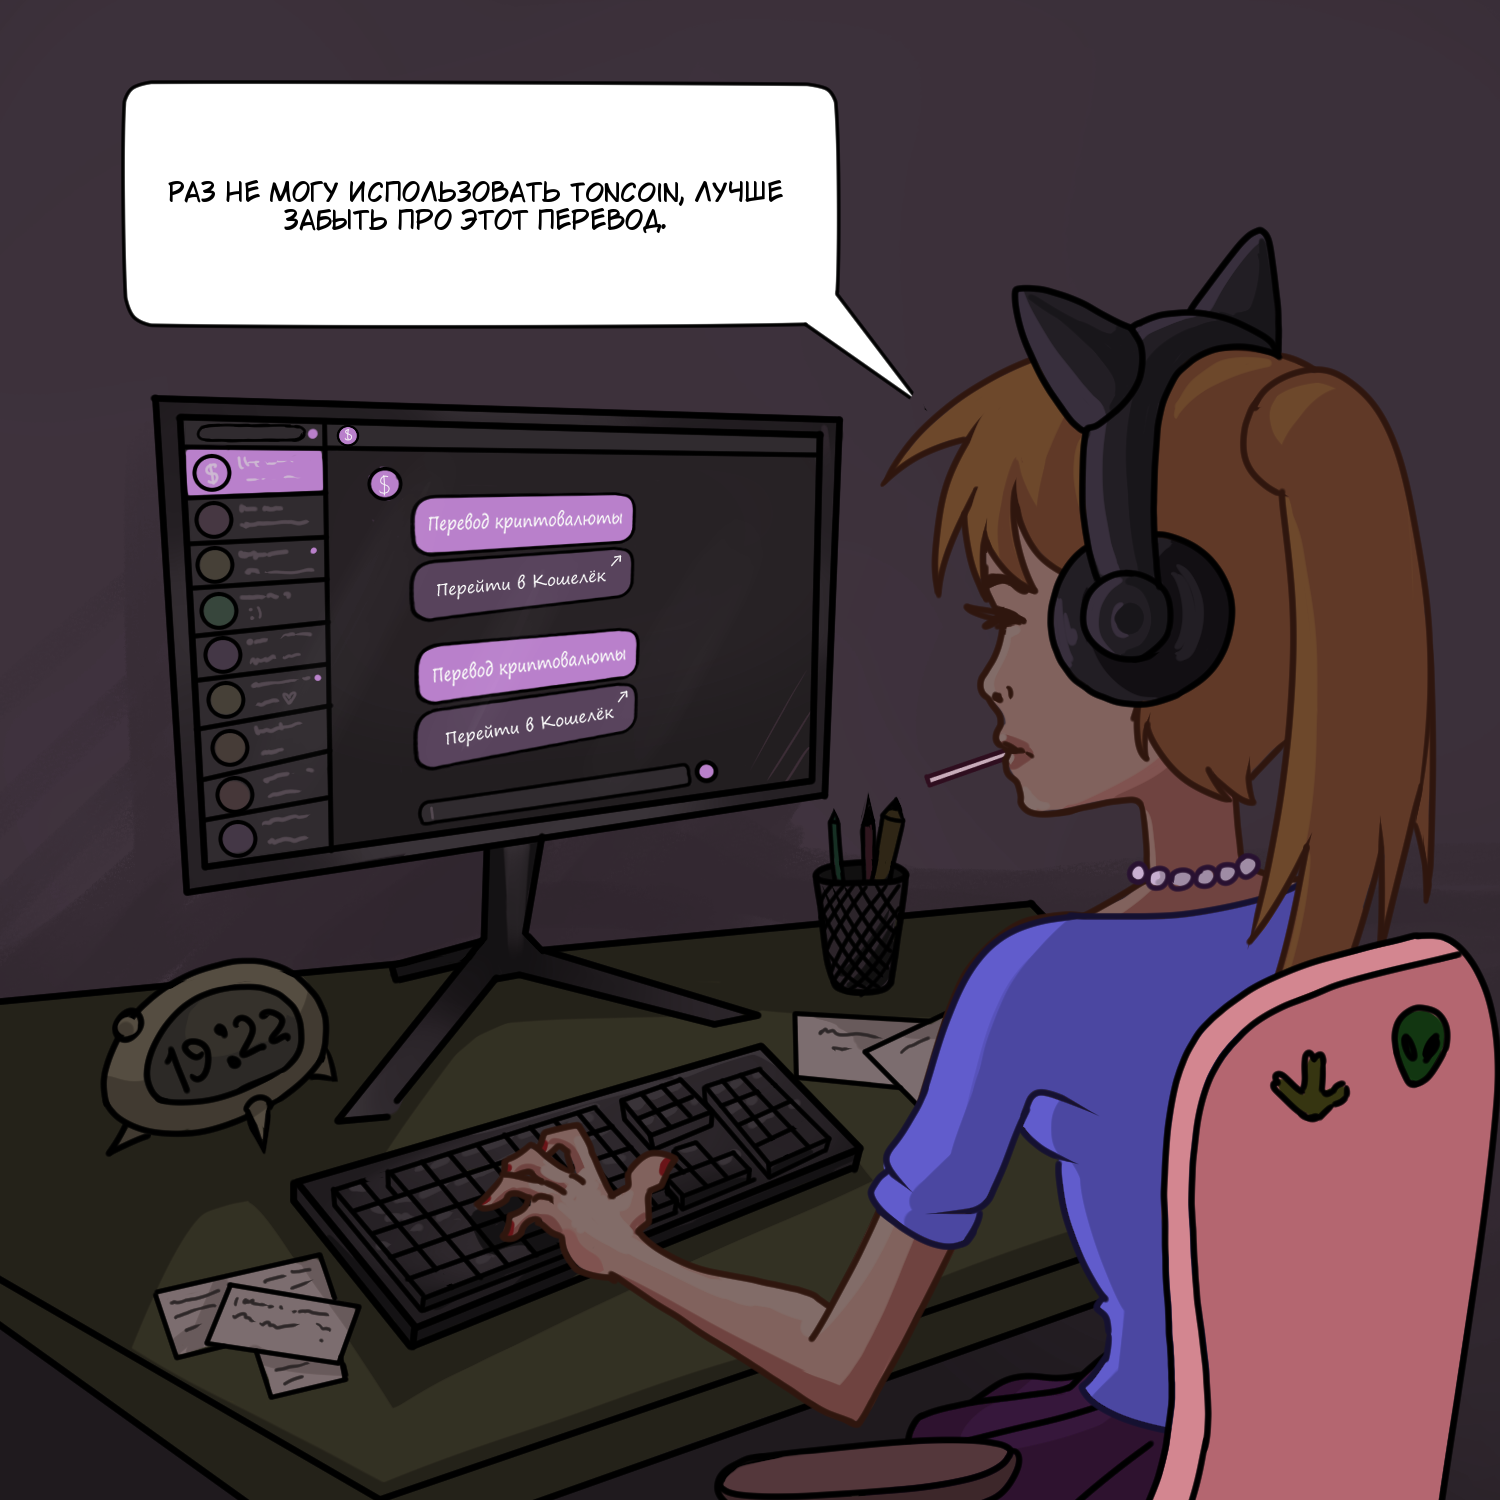 РАЗ НЕ МОГУ ИСПОЛЬЗОВАТЬ TONCOIN, ЛУЧШЕ
ЗАБЫТЬ ПРО ЭТОТ ПЕРЕВОД.
$
$
$
Перевод криптовалюты
Перейти в Кошелёк
Перевод криптовалюты
Перейти в Кошелёк
:)
19:22